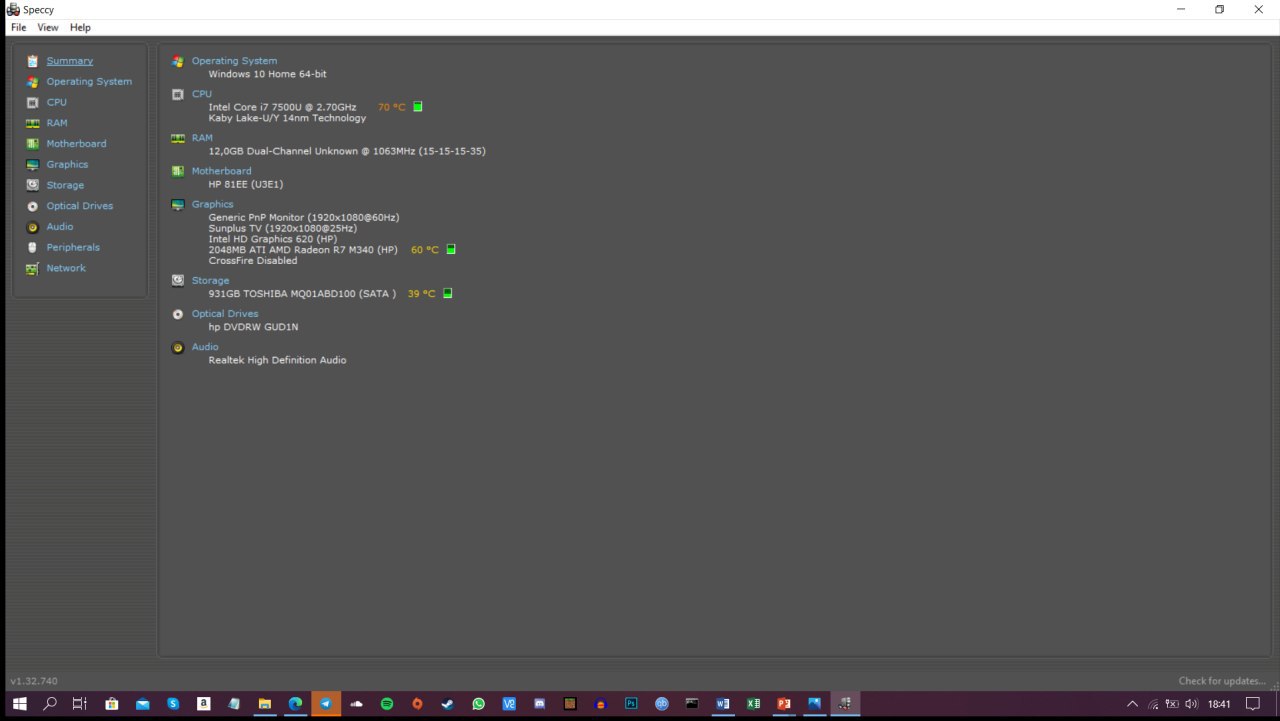 Speccy
File View Help
Summary
Operating System
CPU
RAM
Motherboard
Graphics
Storage
Optical Drives
Audio
Peripherals
Network
Operating System
Windows 10 Home 64-bit
CPU
Intel Core i7 7500U @ 2.70GHz 70 °C
Kaby Lake-U/Y 14nm Technology
RAM
12,0GB Dual-Channel Unknown @ 1063MHz (15-15-15-35)
Motherboard
HP 81EE (U3E1)
Graphics
Generic PnP Monitor (1920x1080@60Hz)
Sunplus TV (1920x1080@25Hz)
Intel HD Graphics 620 (HP)
2048MB ATI AMD Radeon R7 M340 (HP) 60 °C
CrossFire Disabled
Storage
931GB TOSHIBA MQ01ABD100 (SATA ) 39 °C
Optical Drives
hp DVDRW GUD1N
Audio
Realtek High Definition Audio
v1.32.740
Check for updates...
18:41